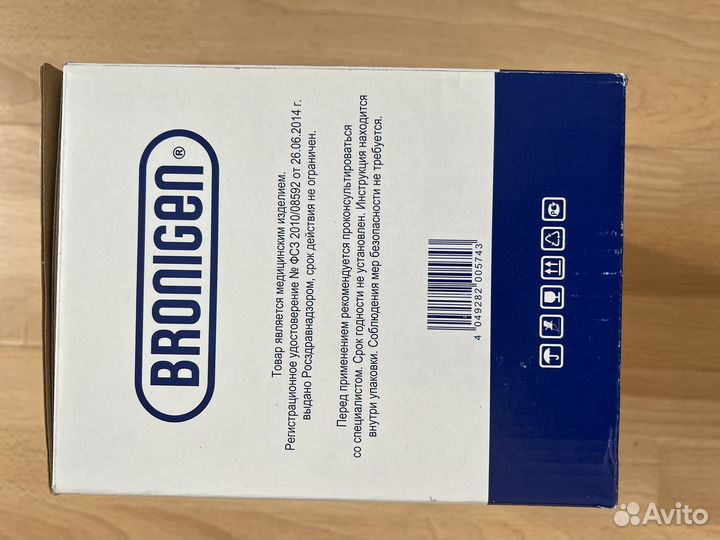 BRONIGEN®
Товар является медицинским изделием.
Регистрационное удостоверение № ФСЗ 2010/08592 от 26.06.2014 г.
выдано Росздравнадзором, срок действия не ограничен.
Перед применением рекомендуется проконсультироваться
со специалистом. Срок годности не установлен. Инструкция находится
внутри упаковки. Соблюдения мер безопасности не требуется.
4 049282 005743
Avito